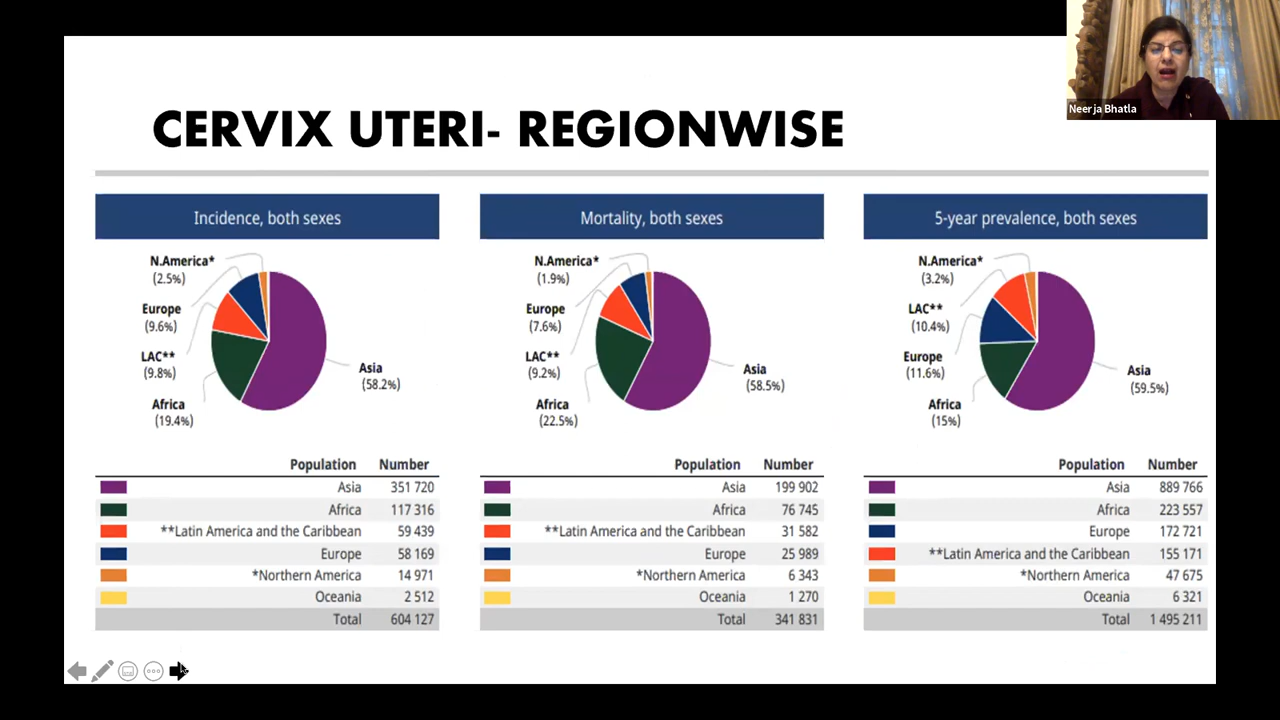 Neerja Bhatla
CERVIX UTERI- REGIONWISE
Incidence, both sexes
N.America*
(2.5%)
Europe
(9.6%)
LAC**
(9.8%)
Africa
(19.4%)
Asia
(58.2%)
Population Number
Asia 351 720
Africa 117 316
**Latin America and the Caribbean 59 439
Europe 58 169
*Northern America 14 971
Oceania 2 512
Total 604 127
Mortality, both sexes
N.America*
(1.9%)
Europe
(7.6%)
LAC**
(9.2%)
Africa
(22.5%)
Asia
(58.5%)
Population Number
Asia 199 902
Africa 76 745
**Latin America and the Caribbean 31 582
Europe 25 989
*Northern America 6 343
Oceania 1 270
Total 341 831
5-year prevalence, both sexes
N.America*
(3.2%)
LAC**
(10.4%)
Europe
(11.6%)
Africa
(15%)
Asia
(59.5%)
Population Number
Asia 889 766
Africa 223 557
Europe 172 721
**Latin America and the Caribbean 155 171
*Northern America 47 675
Oceania 6 321
Total 1 495 211